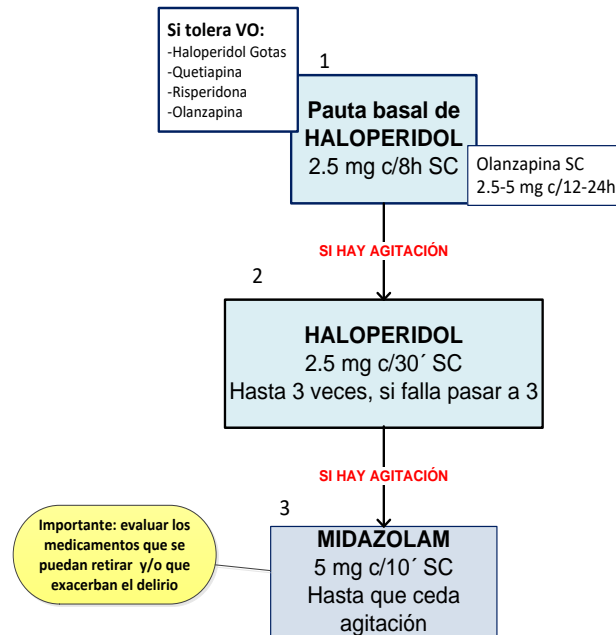 Si tolera VO:
-Haloperidol Gotas
-Quetiapina
-Risperidona
-Olanzapina
1
Pauta basal de
HALOPERIDOL
2.5 mg c/8h SC
Olanzapina SC
2.5-5 mg c/12-24h
SI HAY AGITACIÓN
2
HALOPERIDOL
2.5 mg c/30´ SC
Hasta 3 veces, si falla pasar a 3
SI HAY AGITACIÓN
3
MIDAZOLAM
5 mg c/10´ SC
Hasta que ceda
agitación
Importante: evaluar los
medicamentos que se
puedan retirar y/o que
exacerban el delirio